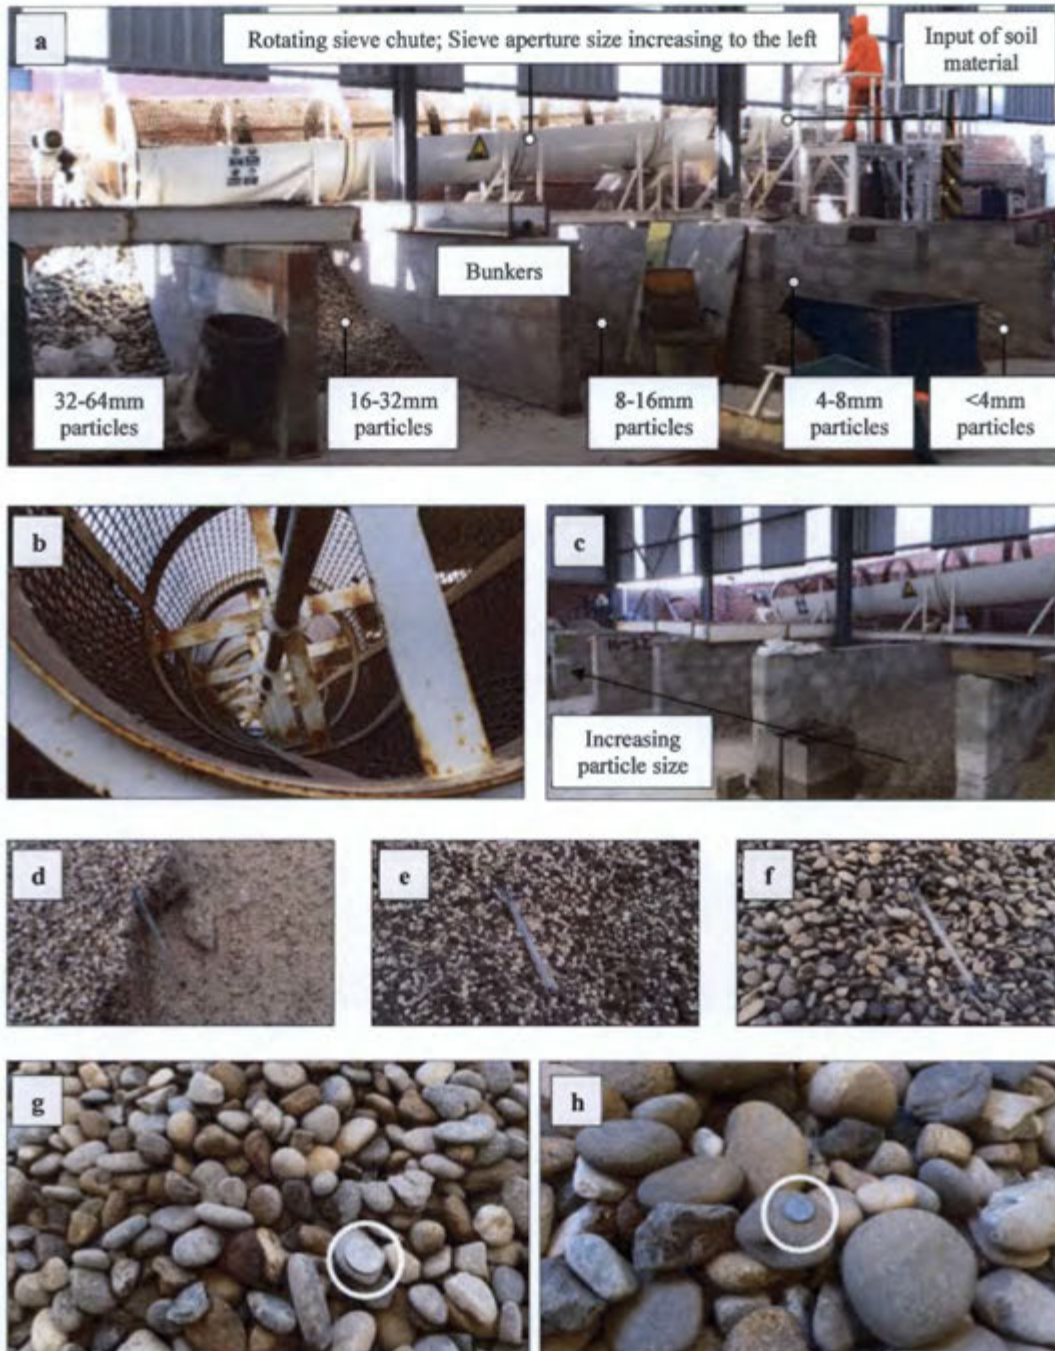 a
Rotating sieve chute; Sieve aperture size increasing to the left
Input of soil
material
Bunkers
32-64mm
particles
16-32mm
particles
8-16mm
particles
4-8mm
particles
<4mm
particles
b
c
Increasing
particle size
d
e
f
g
h